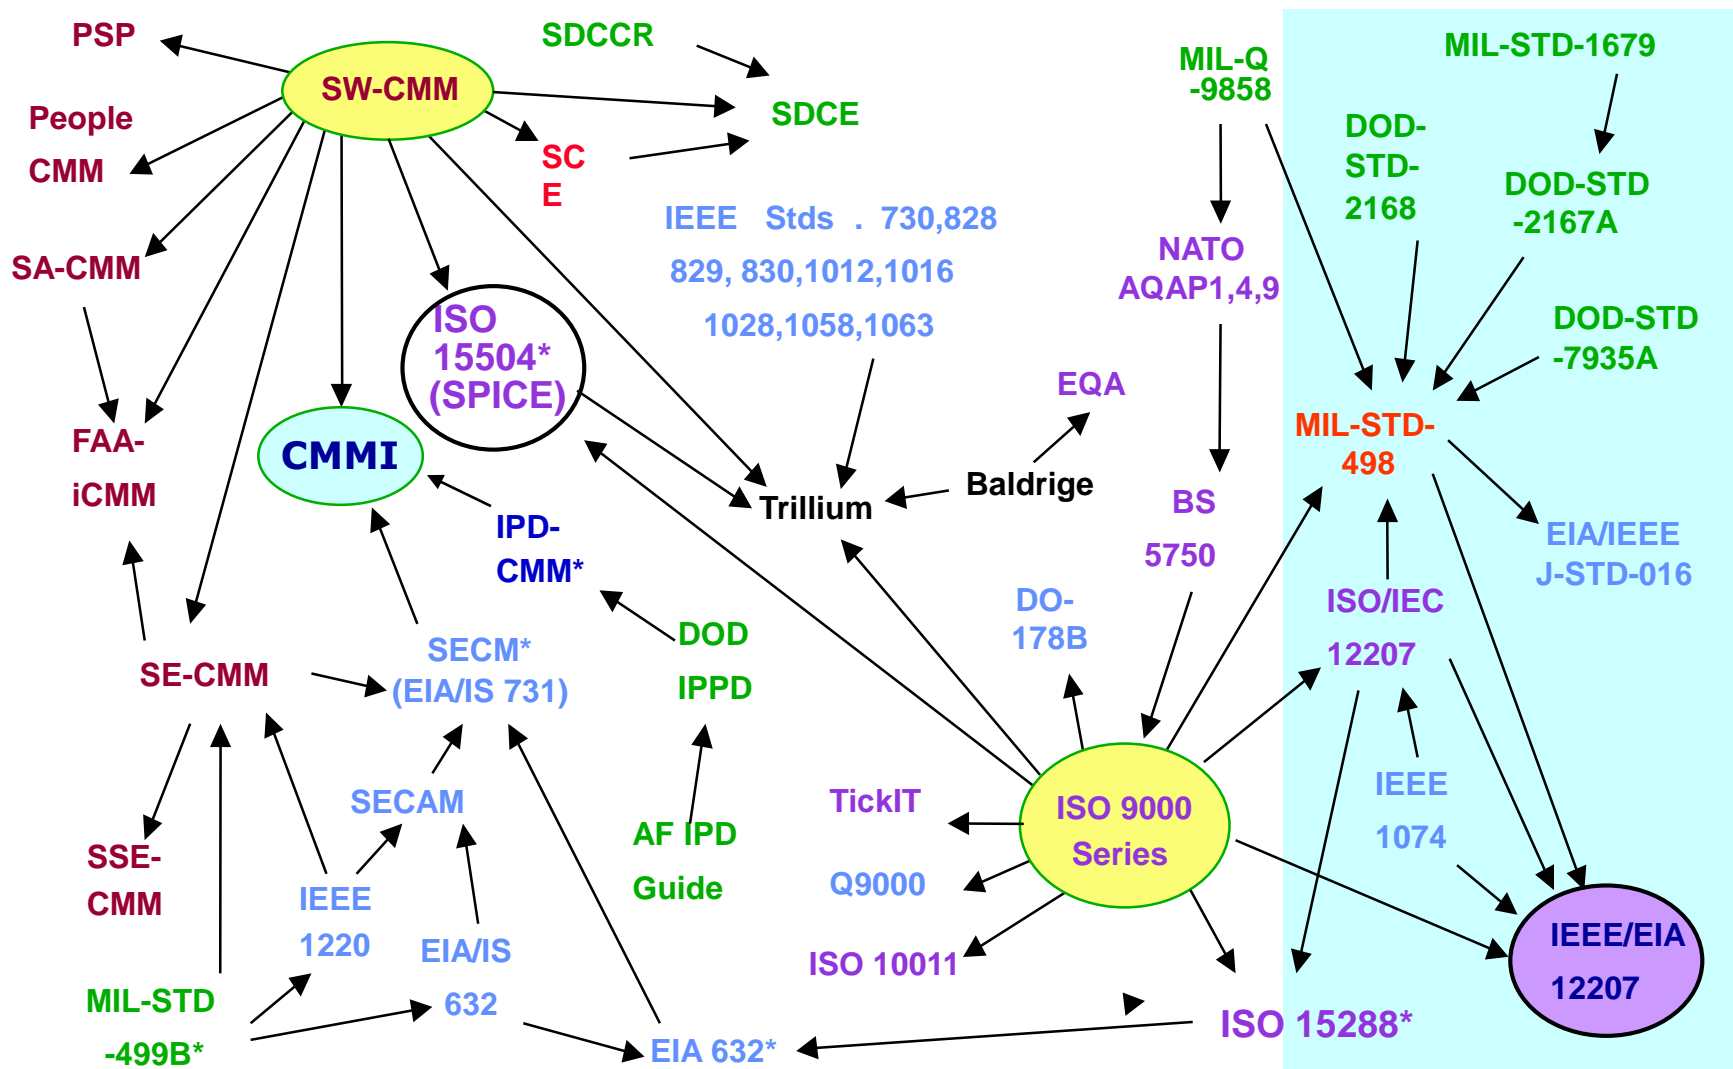 PSP
SW-CMM
SDCCR
MIL-Q
-9858
MIL-STD-1679
People
CMM
SDCE
SC
E
DOD-
STD-
2168
DOD-STD
-2167A
IEEE Stds . 730,828
829, 830,1012,1016
1028,1058,1063
NATO
AQAP1,4,9
SA-CMM
ISO
15504*
(SPICE)
DOD-STD
-7935A
EQA
FAA-
iCMM
CMMI
MIL-STD-
498
Trillium
Baldrige
BS
5750
IPD-
CMM*
EIA/IEEE
J-STD-016
DO-
178B
ISO/IEC
12207
SE-CMM
SECM*
(EIA/IS 731)
DOD
IPPD
SECAM
TickIT
ISO 9000
Series
IEEE
1074
AF IPD
Guide
SSE-
CMM
IEEE
1220
Q9000
EIA/IS
632
ISO 10011
IEEE/EIA
12207
MIL-STD
-499B*
EIA 632*
ISO 15288*